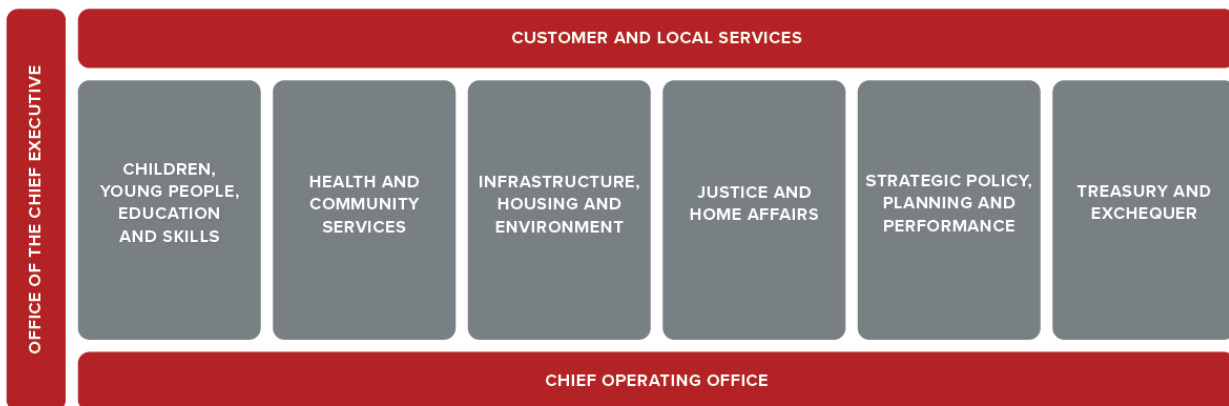 OFFICE OF THE CHIEF EXECUTIVE
CUSTOMER AND LOCAL SERVICES
CHILDREN,
YOUNG PEOPLE,
EDUCATION
AND SKILLS
HEALTH AND
COMMUNITY
SERVICES
INFRASTRUCTURE,
HOUSING AND
ENVIRONMENT
JUSTICE AND
HOME AFFAIRS
STRATEGIC POLICY,
PLANNING AND
PERFORMANCE
TREASURY AND
EXCHEQUER
CHIEF OPERATING OFFICE